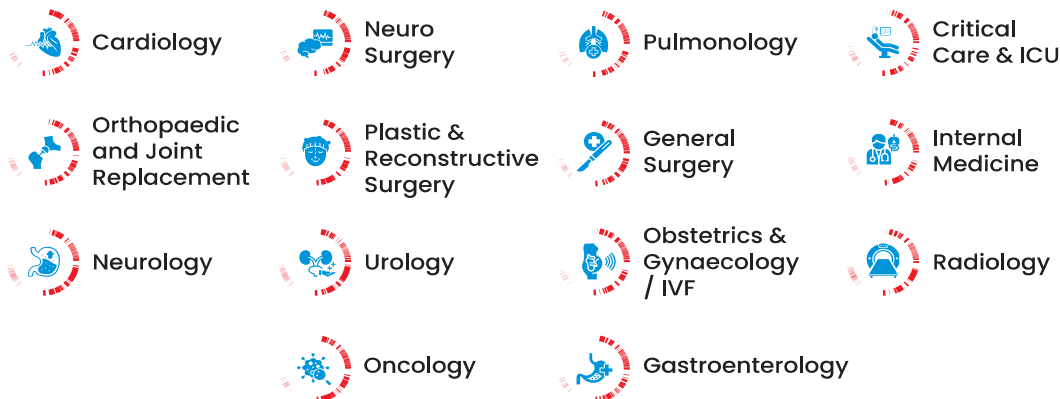 Cardiology
Neuro
Surgery
Pulmonology
Critical
Care & ICU
Orthopaedic
and Joint
Replacement
Plastic &
Reconstructive
Surgery
General
Surgery
Internal
Medicine
Neurology
Urology
Obstetrics &
Gynaecology
/ IVF
Radiology
Oncology
Gastroenterology